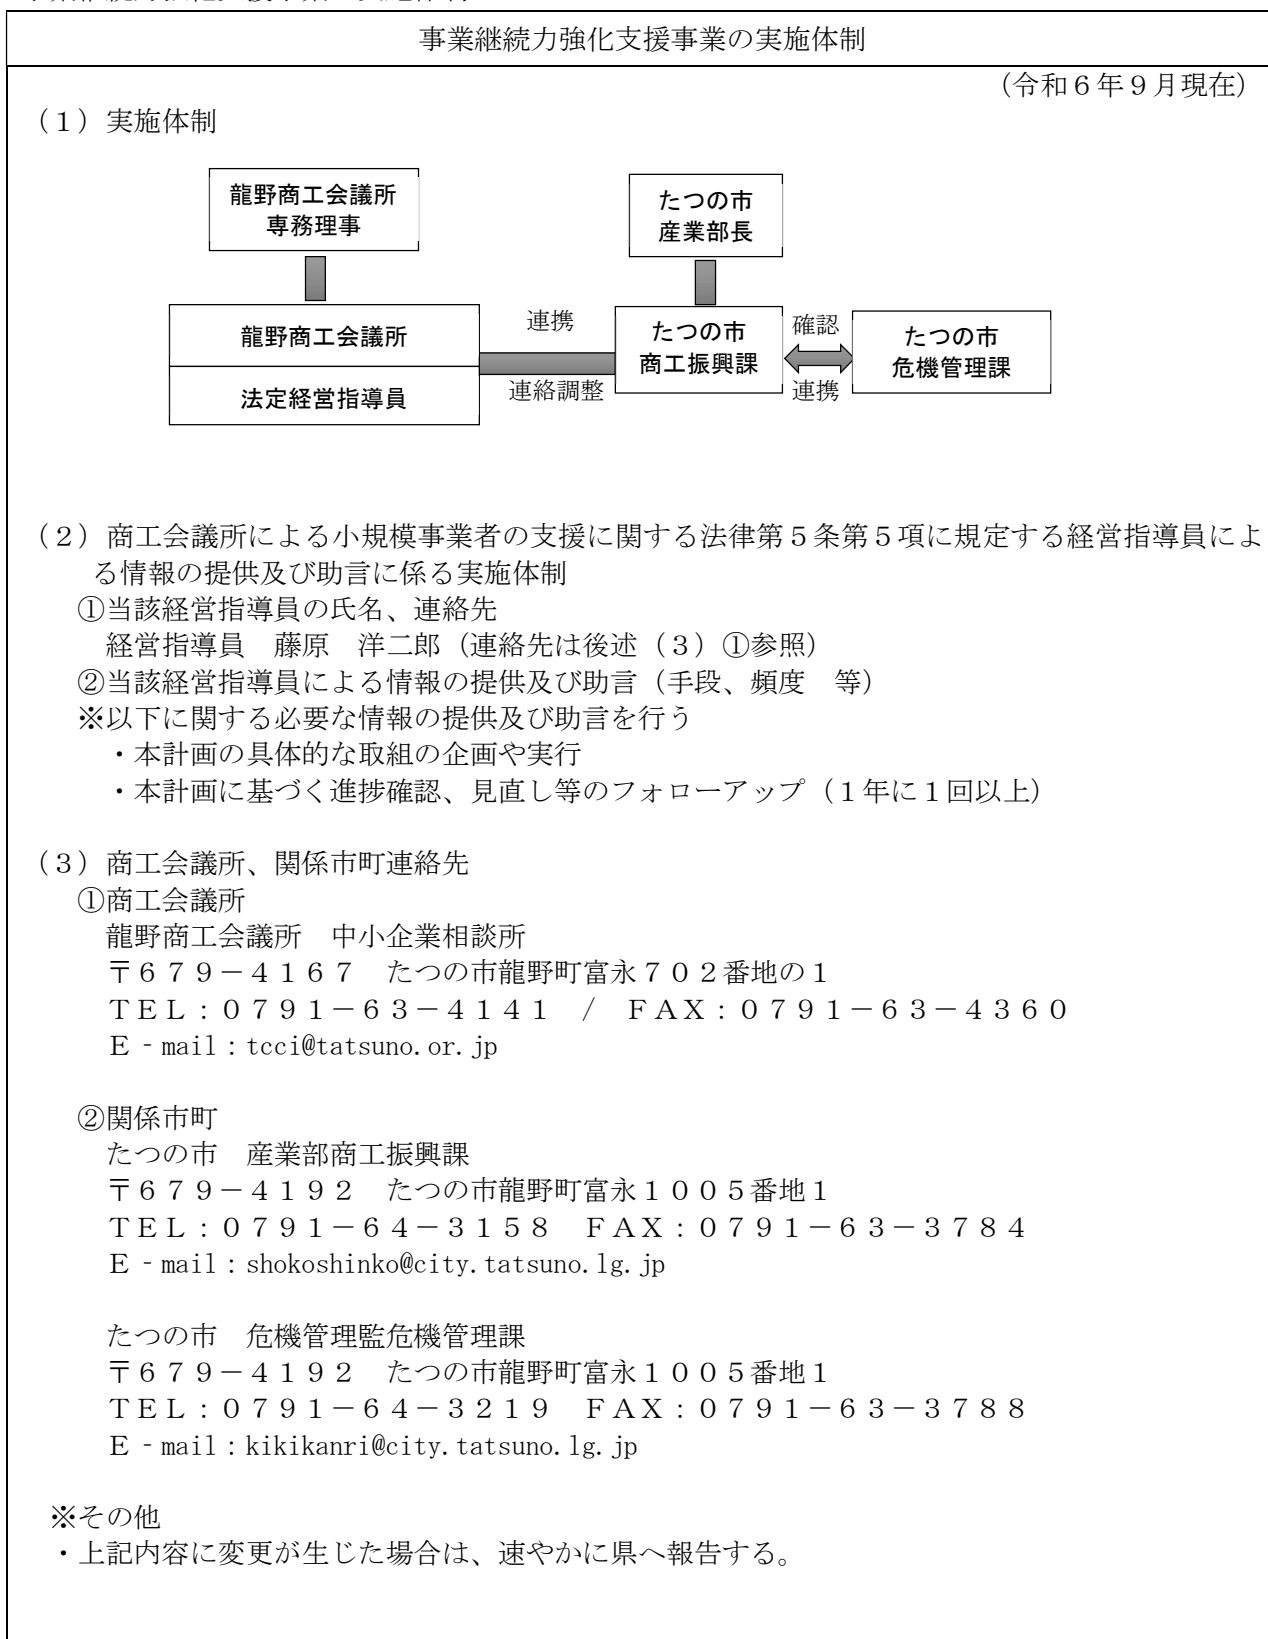 事業継続力強化支援事業の実施体制
（令和６年９月現在）
（１）実施体制
龍野商工会議所
専務理事
たつの市
産業部長
龍野商工会議所
法定経営指導員
連携
連絡調整
たつの市
商工振興課
確認
連携
たつの市
危機管理課
（２）商工会議所による小規模事業者の支援に関する法律第５条第５項に規定する経営指導員によ
る情報の提供及び助言に係る実施体制
①当該経営指導員の氏名、連絡先
経営指導員　藤原　洋二郎（連絡先は後述（３）①参照）
②当該経営指導員による情報の提供及び助言（手段、頻度　等）
※以下に関する必要な情報の提供及び助言を行う
・本計画の具体的な取組の企画や実行
・本計画に基づく進捗確認、見直し等のフォローアップ（１年に１回以上）
（３）商工会議所、関係市町連絡先
①商工会議所
龍野商工会議所　中小企業相談所
〒６７９－４１６７　たつの市龍野町富永７０２番地の１
ＴＥＬ：０７９１－６３－４１４１　/　ＦＡＸ：０７９１－６３－４３６０
Ｅ‐mail：tcci@tatsuno.or.jp
②関係市町
たつの市　産業部商工振興課
〒６７９－４１９２　たつの市龍野町富永１００５番地１
ＴＥＬ：０７９１－６４－３１５８　ＦＡＸ：０７９１－６３－３７８４
Ｅ‐mail：shokoshinko@city.tatsuno.lg.jp
たつの市　危機管理監危機管理課
〒６７９－４１９２　たつの市龍野町富永１００５番地１
ＴＥＬ：０７９１－６４－３２１９　ＦＡＸ：０７９１－６３－３７８８
Ｅ‐mail：kikikanri@city.tatsuno.lg.jp
※その他
・上記内容に変更が生じた場合は、速やかに県へ報告する。